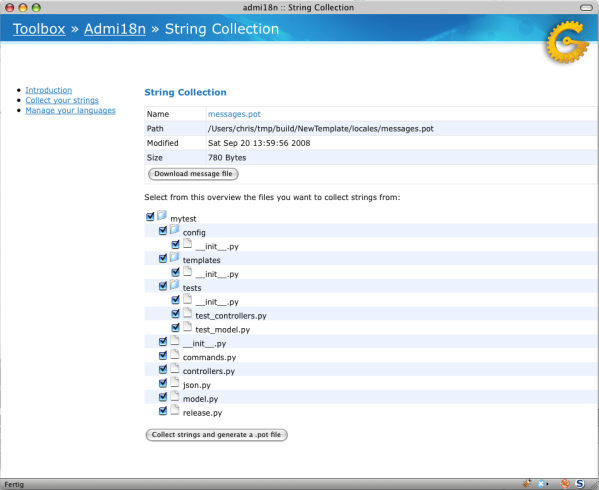 admi18n :: String Collection
Toolbox » Admi18n » String Collection
Introduction
Collect your strings
Manage your languages
String Collection
Name messages.pot
Path /Users/chris/tmp/build/NewTemplate/locales/messages.pot
Modified Sat Sep 20 13:59:56 2008
Size 780 Bytes
Download message file
Select from this overview the files you want to collect strings from:
mytest
config
__init__.py
templates
__init__.py
tests
__init__.py
test_controllers.py
test_model.py
__init__.py
commands.py
controllers.py
json.py
model.py
release.py
Collect strings and generate a .pot file
Fertig